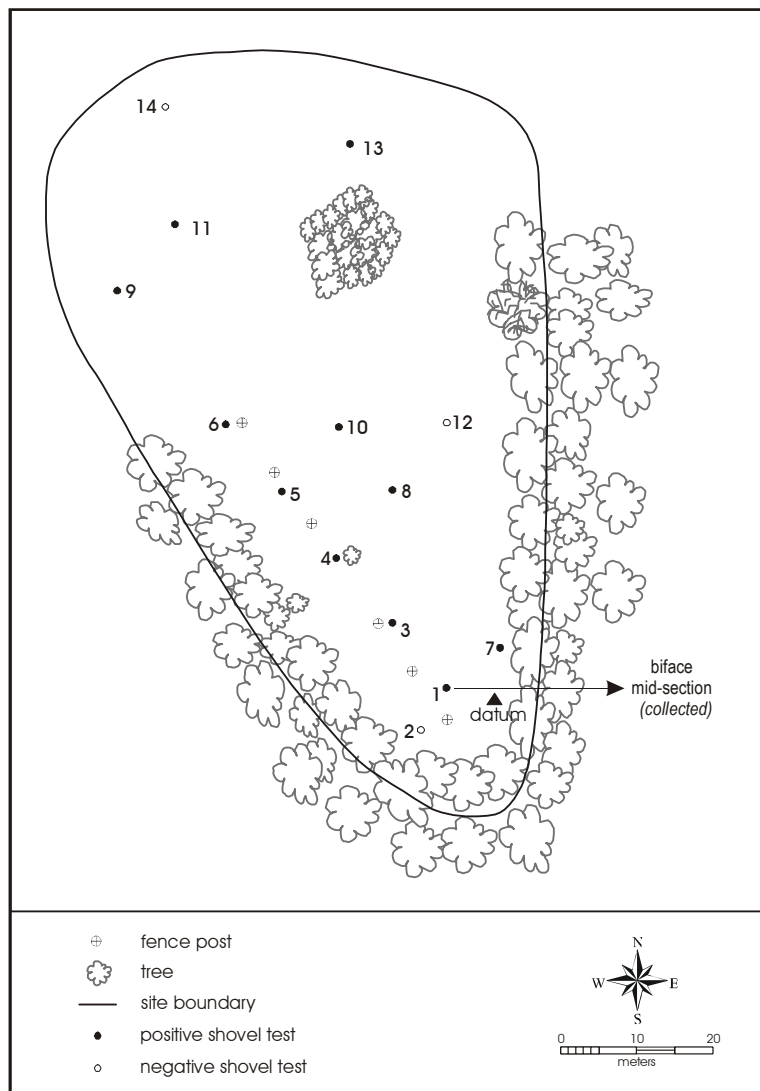 14
13
11
9
6
10
12
5
8
4
3
7
1
biface
mid-section
(collected)
datum
2
fence post
tree
site boundary
positive shovel test
negative shovel test
N
W E
S
0 10 20
meters